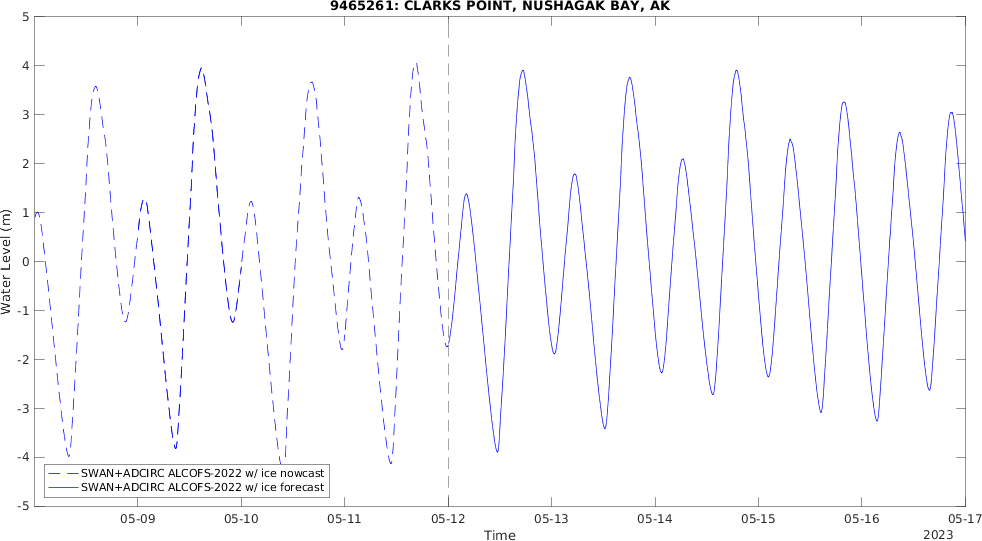 9465261: CLARKS POINT, NUSHAGAK BAY, AK
5
4
3
2
1
0
-1
-2
-3
-4
-5
Water Level (m)
SWAN+ADCIRC ALCOFS-2022 w/ ice nowcast
SWAN+ADCIRC ALCOFS-2022 w/ ice forecast
05-09 05-10 05-11 05-12 05-13 05-14 05-15 05-16 05-17
Time
2023